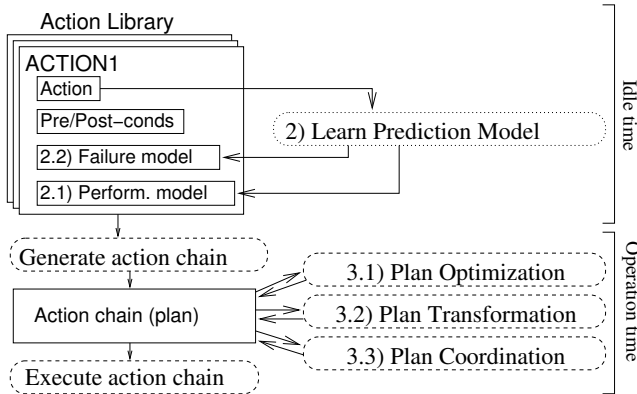 Action Library
ACTION1
Action
Pre/Post-conds
2) Learn Prediction Model
2.2) Failure model
2.1) Perform. model
Idle time
Generate action chain
3.1) Plan Optimization
Action chain (plan)
3.2) Plan Transformation
3.3) Plan Coordination
Execute action chain
Operation time